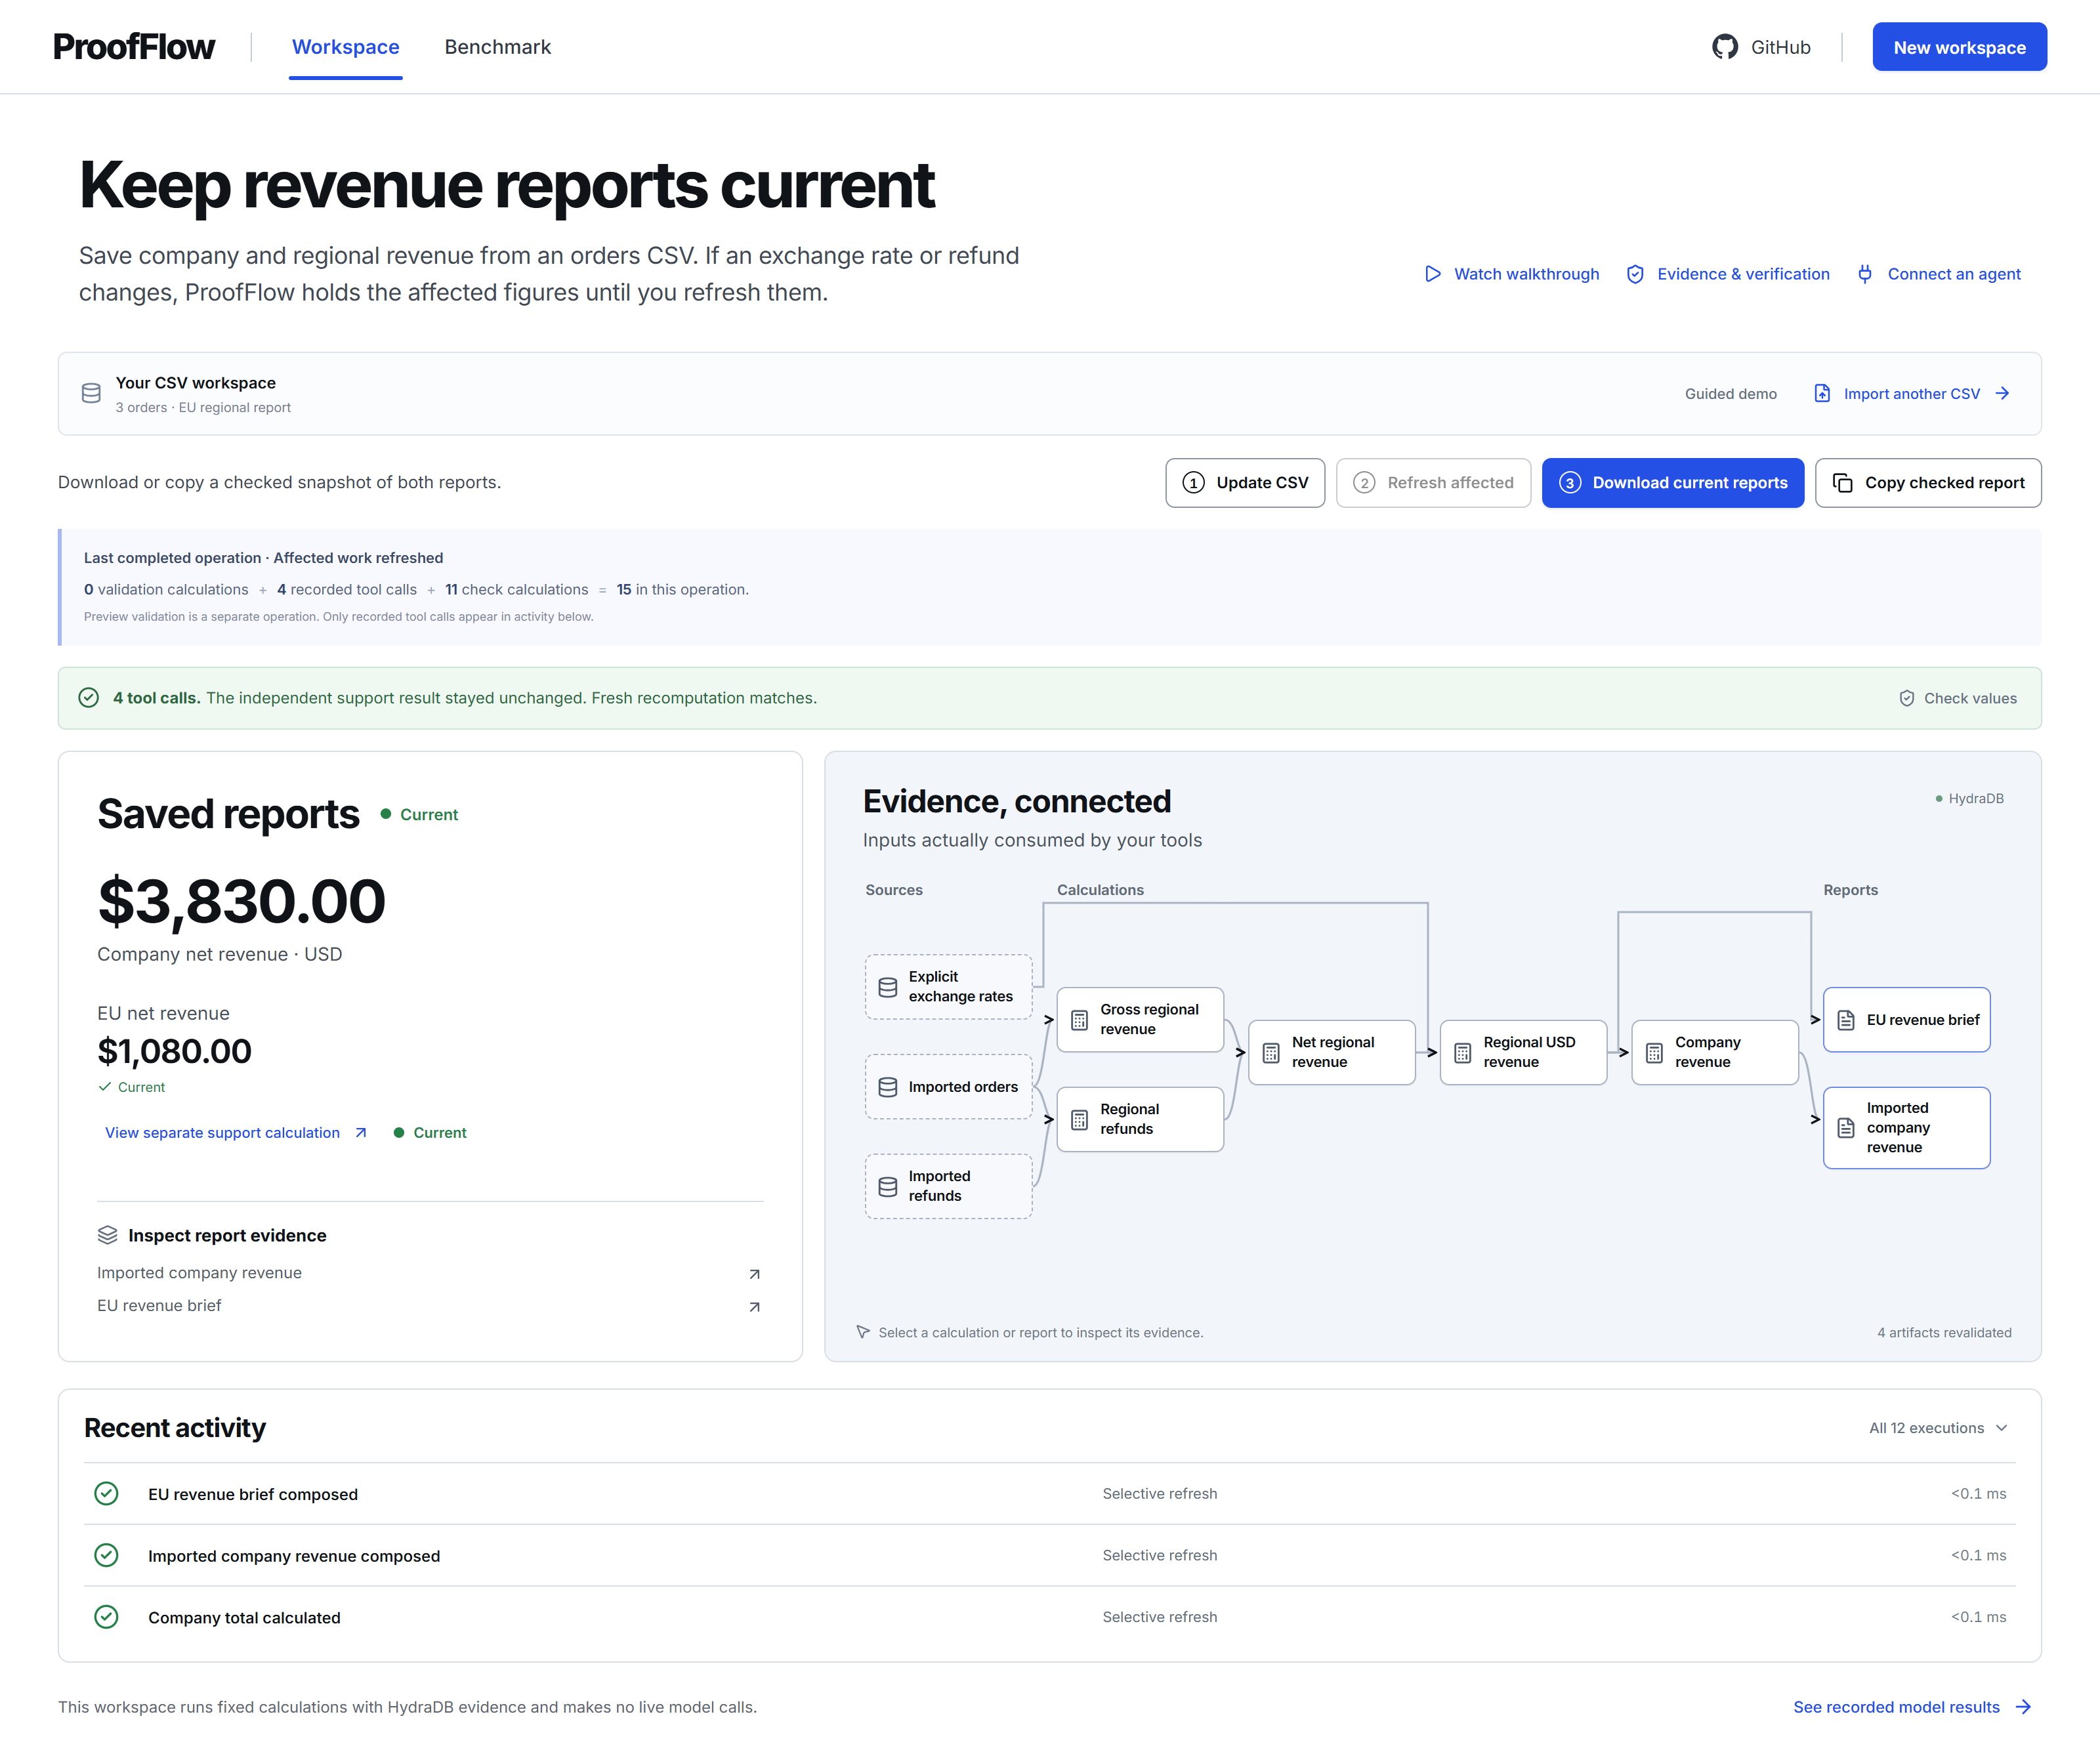 ProofFlow
Workspace
Benchmark
GitHub
New workspace
Keep revenue reports current
Save company and regional revenue from an orders CSV. If an exchange rate or refund
changes, ProofFlow holds the affected figures until you refresh them.
Watch walkthrough
Evidence & verification
Connect an agent
Your CSV workspace
3 orders · EU regional report
Guided demo
Import another CSV
Download or copy a checked snapshot of both reports.
1 Update CSV
2 Refresh affected
3 Download current reports
Copy checked report
Last completed operation · Affected work refreshed
0 validation calculations + 4 recorded tool calls + 11 check calculations = 15 in this operation.
Preview validation is a separate operation. Only recorded tool calls appear in activity below.
4 tool calls. The independent support result stayed unchanged. Fresh recomputation matches.
Check values
Saved reports
Current
$3,830.00
Company net revenue · USD
EU net revenue
$1,080.00
Current
View separate support calculation
Current
Inspect report evidence
Imported company revenue
EU revenue brief
Evidence, connected
HydraDB
Inputs actually consumed by your tools
Sources
Calculations
Reports
Explicit
exchange rates
Imported orders
Imported
refunds
Gross regional
revenue
Regional
refunds
Net regional
revenue
Regional USD
revenue
Company
revenue
EU revenue brief
Imported
company
revenue
Select a calculation or report to inspect its evidence.
4 artifacts revalidated
Recent activity
All 12 executions
EU revenue brief composed
Selective refresh
<0.1 ms
Imported company revenue composed
Selective refresh
<0.1 ms
Company total calculated
Selective refresh
<0.1 ms
This workspace runs fixed calculations with HydraDB evidence and makes no live model calls.
See recorded model results